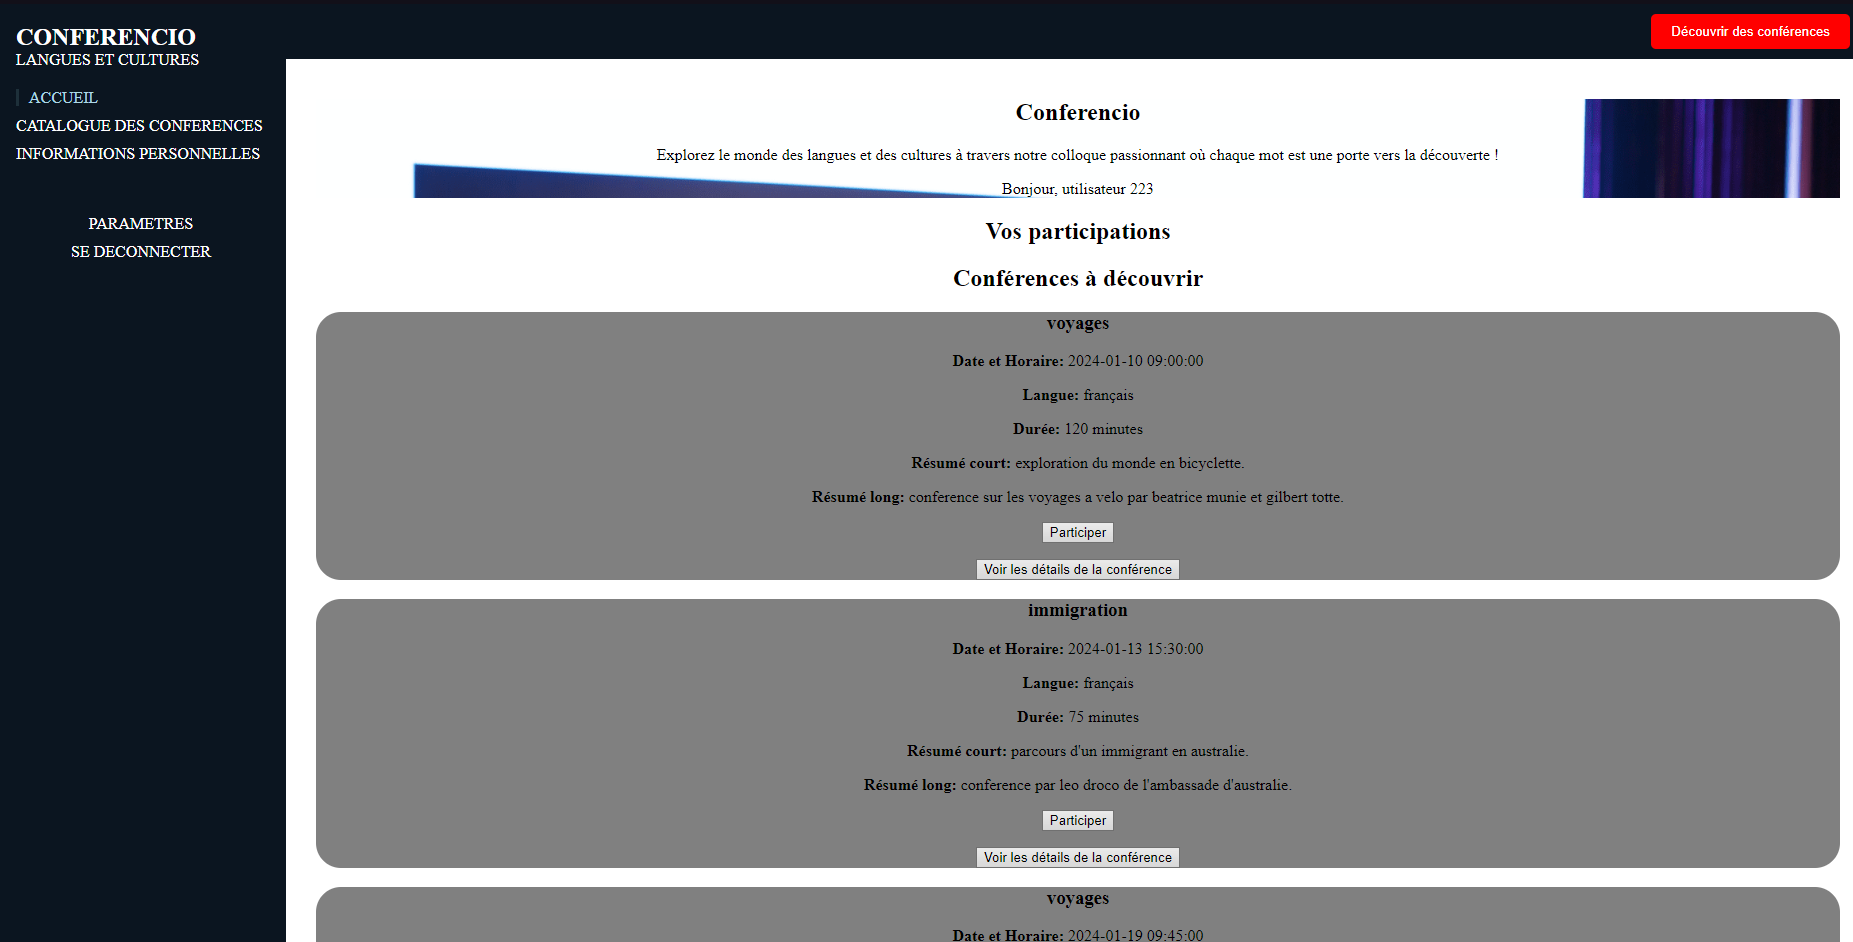 CONFERENCIO
LANGUES ET CULTURES
ACCUEIL
CATALOGUE DES CONFERENCES
INFORMATIONS PERSONNELLES
PARAMETRES
SE DECONNECTER
Découvrir des conférences
Conferencio
Explorez le monde des langues et des cultures à travers notre colloque passionnant où chaque mot est une porte vers la découverte !
Bonjour, utilisateur 223
Vos participations
Conférences à découvrir
voyages
Date et Horaire: 2024-01-10 09:00:00
Langue: français
Durée: 120 minutes
Résumé court: exploration du monde en bicyclette.
Résumé long: conference sur les voyages a velo par beatrice munie et gilbert totte.
Participer
Voir les détails de la conférence
immigration
Date et Horaire: 2024-01-13 15:30:00
Langue: français
Durée: 75 minutes
Résumé court: parcours d'un immigrant en australie.
Résumé long: conference par leo droco de l'ambassade d'australie.
Participer
Voir les détails de la conférence
voyages
Date et Horaire: 2024-01-19 09:45:00